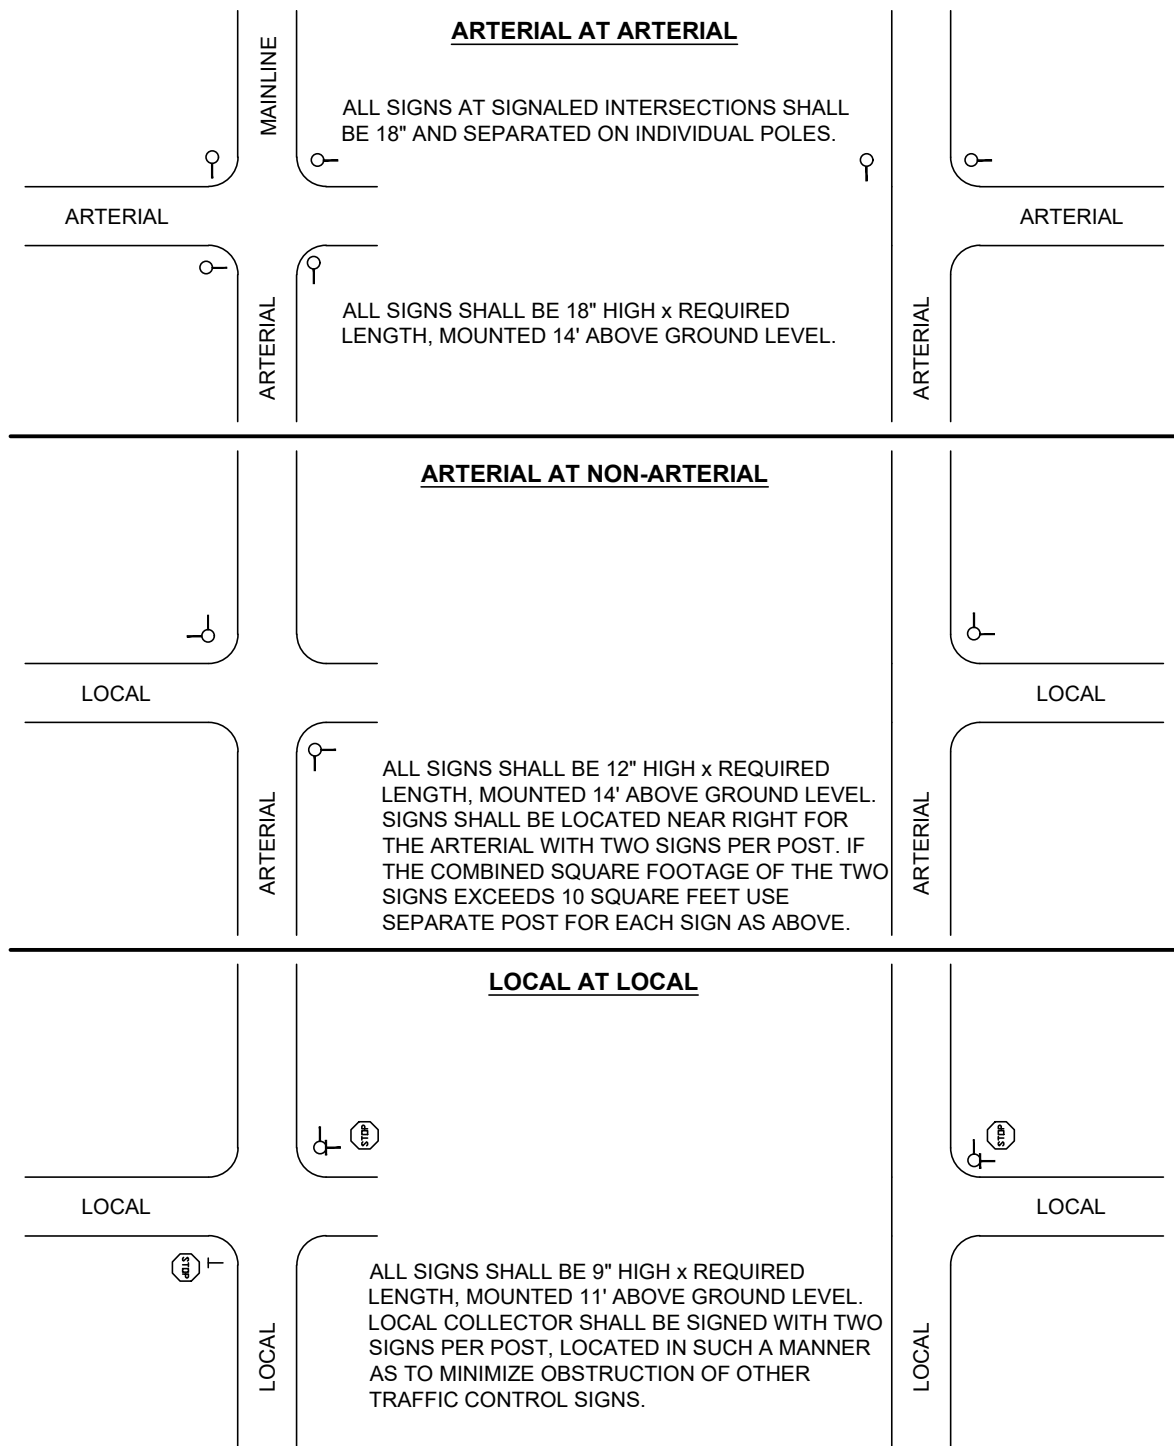 ARTERIAL AT ARTERIAL
MAINLINE
ALL SIGNS AT SIGNALED INTERSECTIONS SHALL
BE 18" AND SEPARATED ON INDIVIDUAL POLES.
ARTERIAL
ARTERIAL
ARTERIAL
ALL SIGNS SHALL BE 18" HIGH x REQUIRED
LENGTH, MOUNTED 14' ABOVE GROUND LEVEL.
ARTERIAL
ARTERIAL AT NON-ARTERIAL
LOCAL
LOCAL
ARTERIAL
ALL SIGNS SHALL BE 12" HIGH x REQUIRED
LENGTH, MOUNTED 14' ABOVE GROUND LEVEL.
SIGNS SHALL BE LOCATED NEAR RIGHT FOR
THE ARTERIAL WITH TWO SIGNS PER POST. IF
THE COMBINED SQUARE FOOTAGE OF THE TWO
SIGNS EXCEEDS 10 SQUARE FEET USE
SEPARATE POST FOR EACH SIGN AS ABOVE.
ARTERIAL
LOCAL AT LOCAL
STOP
STOP
LOCAL
LOCAL
STOP
LOCAL
ALL SIGNS SHALL BE 9" HIGH x REQUIRED
LENGTH, MOUNTED 11' ABOVE GROUND LEVEL.
LOCAL COLLECTOR SHALL BE SIGNED WITH TWO
SIGNS PER POST, LOCATED IN SUCH A MANNER
AS TO MINIMIZE OBSTRUCTION OF OTHER
TRAFFIC CONTROL SIGNS.
LOCAL